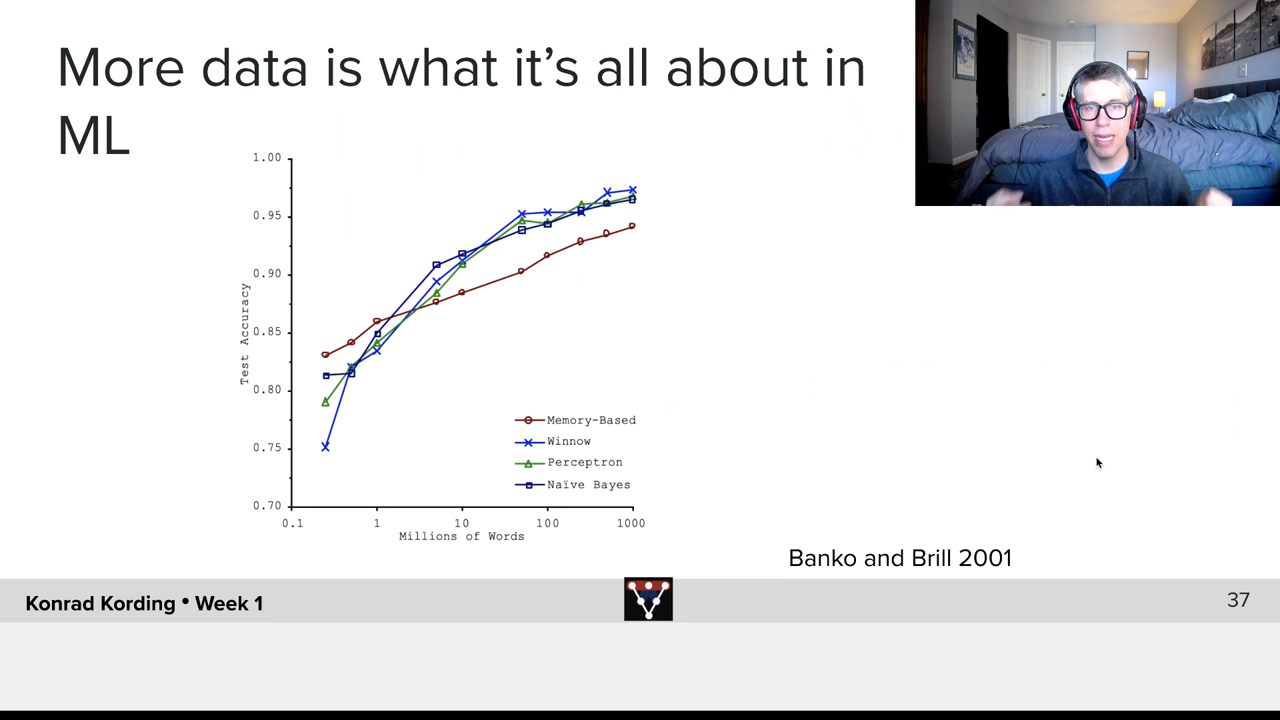 More data is what it’s all about in
ML
1.00
0.95
0.90
0.85
0.80
0.75
0.70
Test Accuracy
Memory-Based
Winnow
Perceptron
Naïve Bayes
0.1 1 10 100 1000
Millions of Words
Banko and Brill 2001
Konrad Kording • Week 1
37